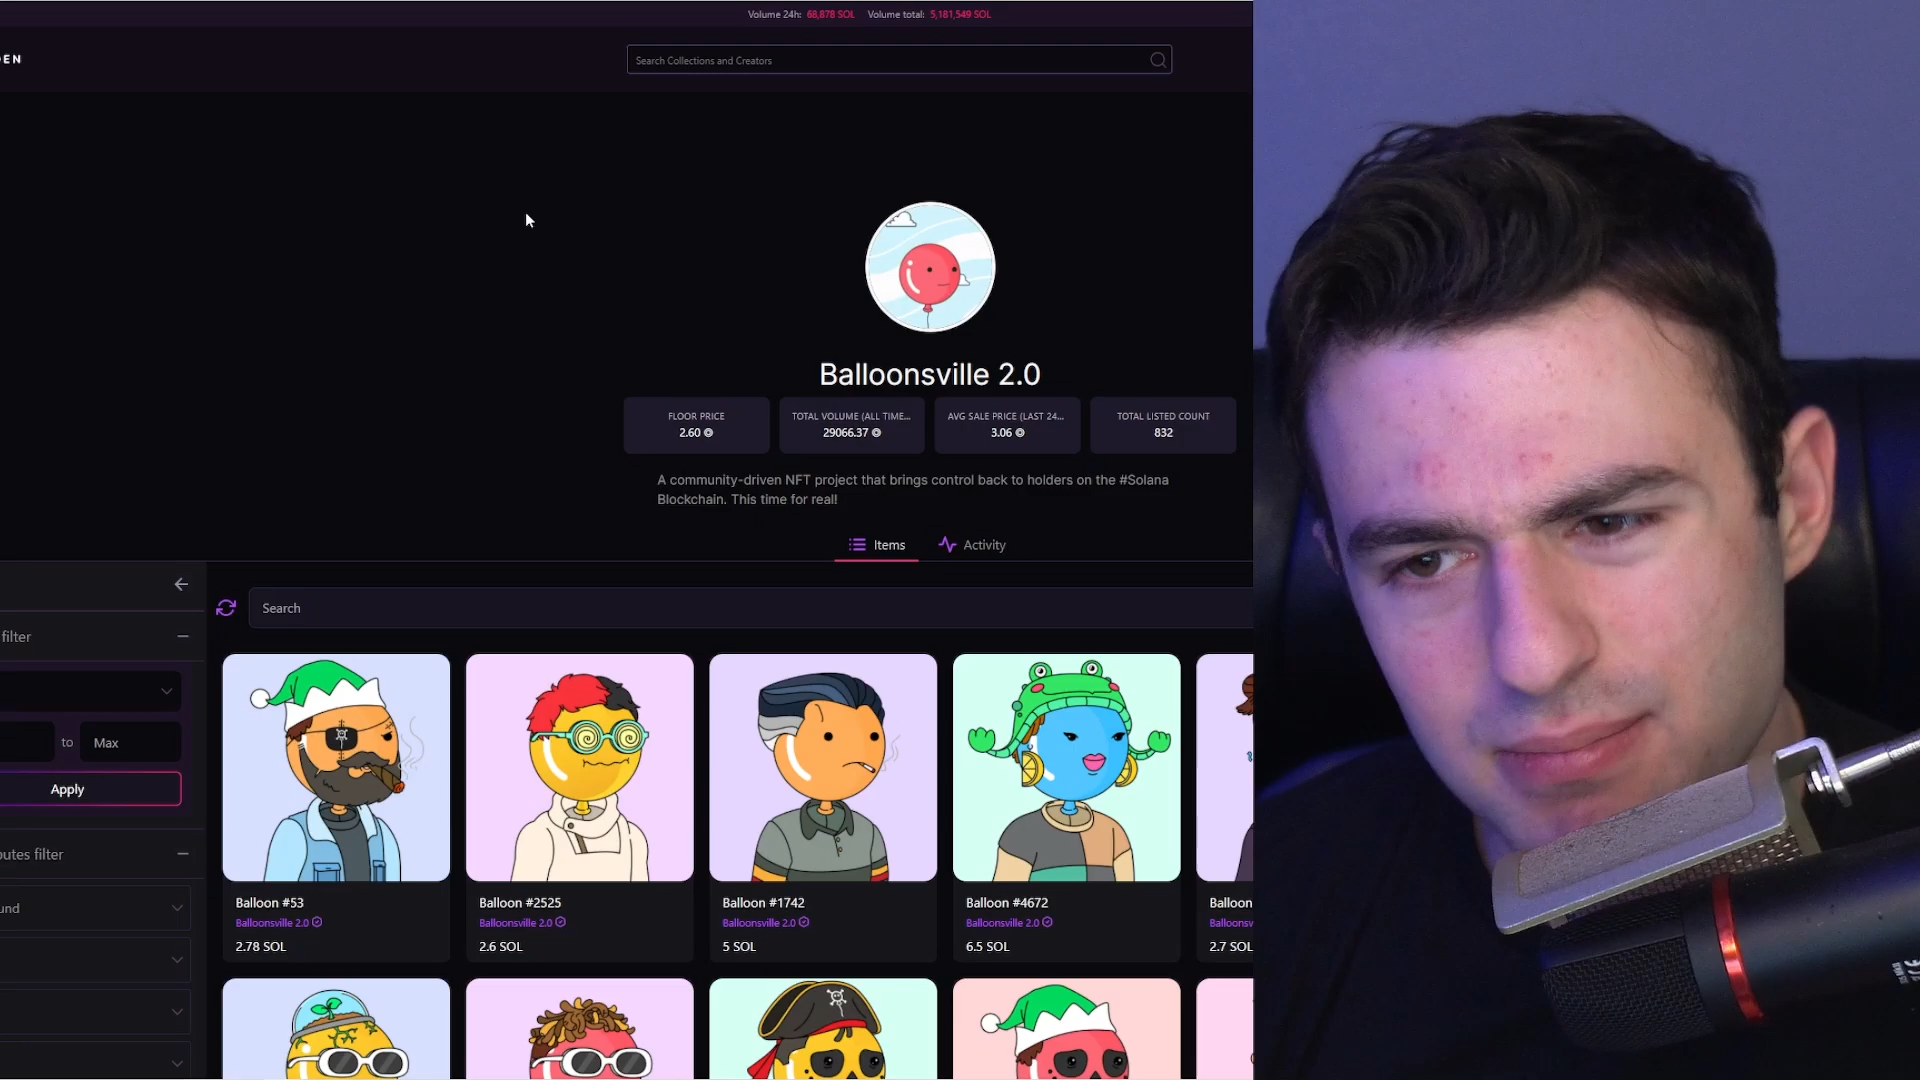 Volume 24h: 68,878 SOL Volume total: 5,181,549 SOL
DEN
Search Collections and Creators
Balloonsville 2.0
FLOOR PRICE
2.60
TOTAL VOLUME (ALL TIME...
29066.37
AVG SALE PRICE (LAST 24...
3.06
TOTAL LISTED COUNT
832
A community-driven NFT project that brings control back to holders on the #Solana
Blockchain. This time for real!
Items
Activity
filter
to
Max
Apply
utes filter
und
Search
Balloon #53
Balloonsville 2.0
2.78 SOL
Balloon #2525
Balloonsville 2.0
2.6 SOL
Balloon #1742
Balloonsville 2.0
5 SOL
Balloon #4672
Balloonsville 2.0
6.5 SOL
Balloon
Balloonsv
2.7 SOL